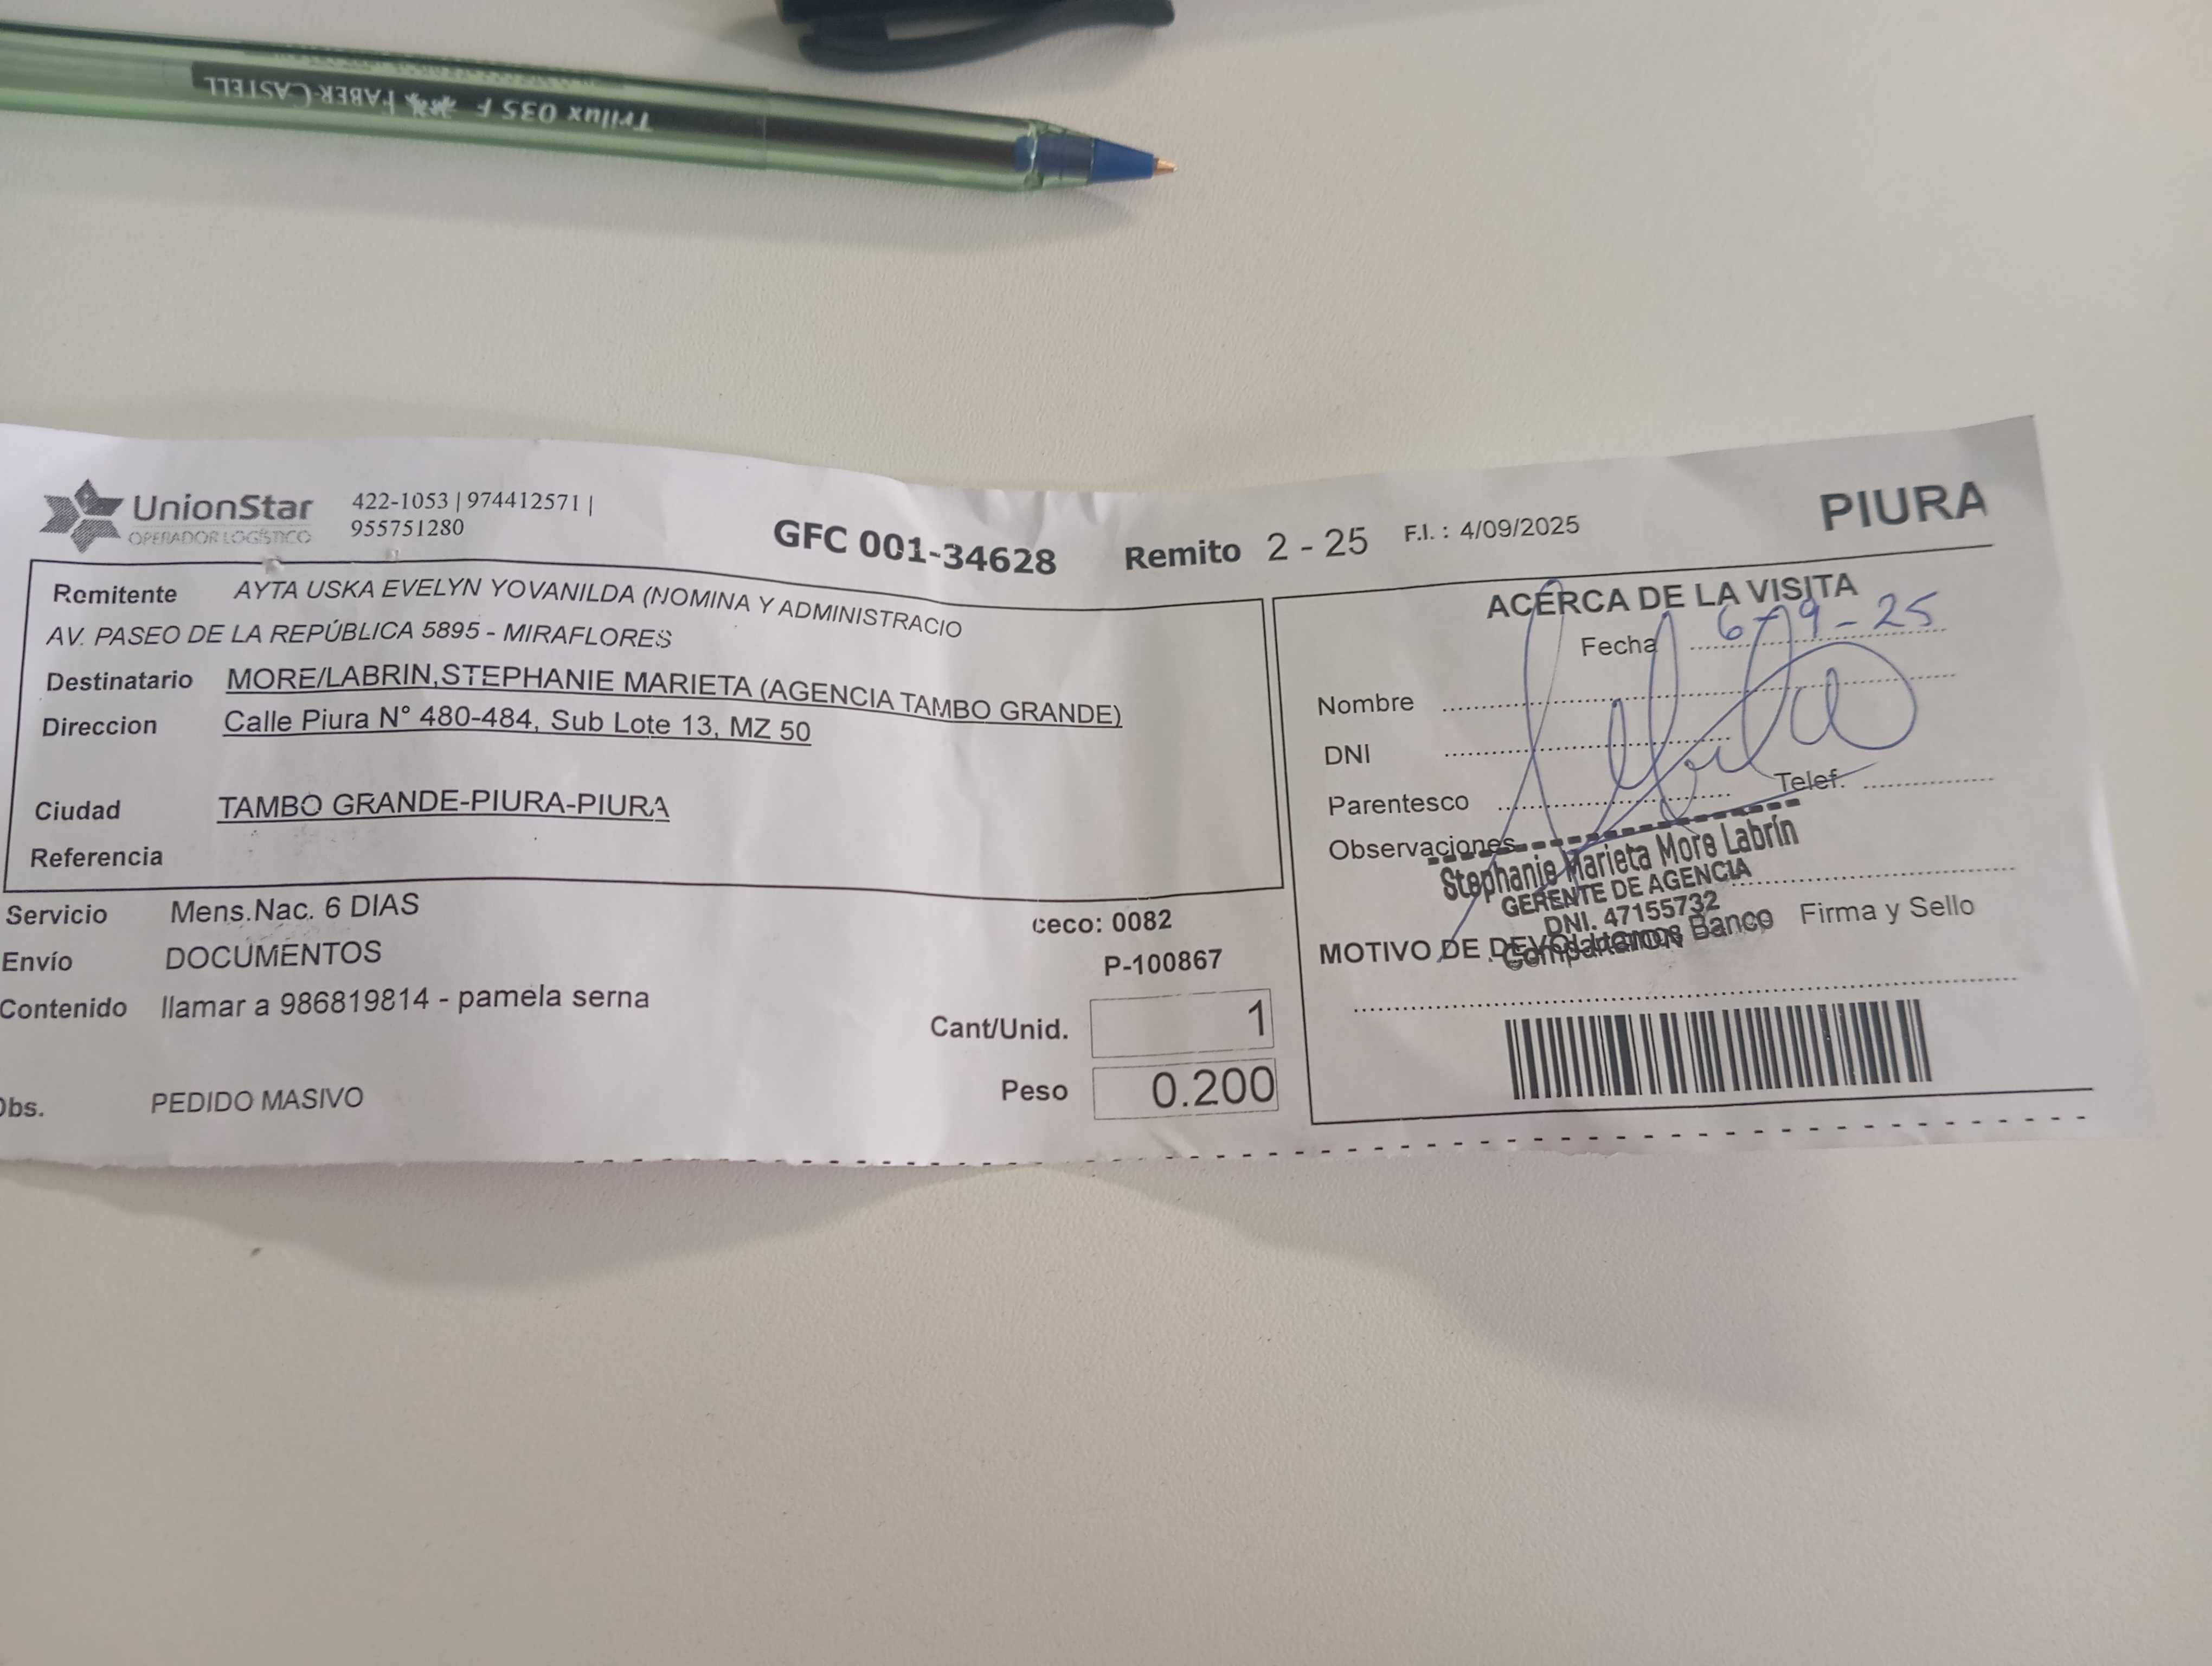 Trilux 035 F FABER-CASTELL
UnionStar
OPERADOR LOGÍSTICO
422-1053 | 974412571 |
955751280
GFC 001-34628
Remito 2 - 25
F.I. : 4/09/2025
PIURA
Remitente AYTA USKA EVELYN YOVANILDA (NOMINA Y ADMINISTRACIO
AV. PASEO DE LA REPÚBLICA 5895 - MIRAFLORES
Destinatario MORE/LABRIN,STEPHANIE MARIETA (AGENCIA TAMBO GRANDE)
Direccion Calle Piura N° 480-484, Sub Lote 13, MZ 50
Ciudad TAMBO GRANDE-PIURA-PIURA
Referencia
Servicio Mens.Nac. 6 DIAS
ceco: 0082
Envío DOCUMENTOS
P-100867
Contenido llamar a 986819814 - pamela serna
Cant/Unid. 1
Peso 0.200
Obs. PEDIDO MASIVO
ACERCA DE LA VISITA
Fecha 6-9-25
Nombre
DNI
Parentesco Telef.
Observaciones
Stephanie Marieta More Labrín
GERENTE DE AGENCIA
DNI. 47155732
Compartamos Banco
Firma y Sello
MOTIVO DE DEVOLUCION